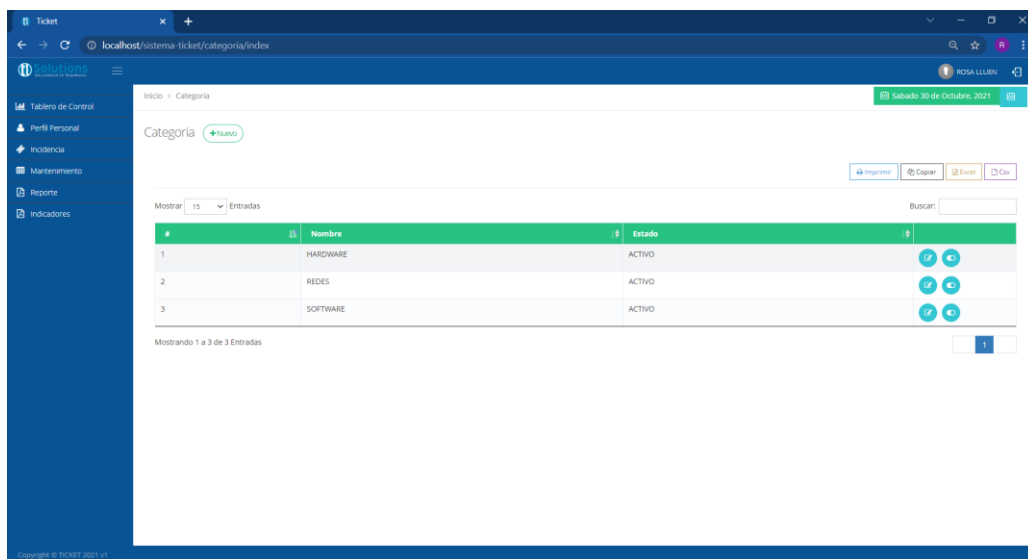 Ticket
localhost/sistema-ticket/categoria/index
R
Solutions
ROSA LLUEN
Tablero de Control
Perfil Personal
Incidencia
Mantenimiento
Reporte
Indicadores
Inicio > Categoria
Sabado 30 de Octubre, 2021
Categoria +Nuevo
Imprimir Copiar Excel Csv
Mostrar 15 Entradas
Buscar:
# Nombre Estado
1 HARDWARE ACTIVO
2 REDES ACTIVO
3 SOFTWARE ACTIVO
Mostrando 1 a 3 de 3 Entradas
1
Copyright © TICKET 2021 v1